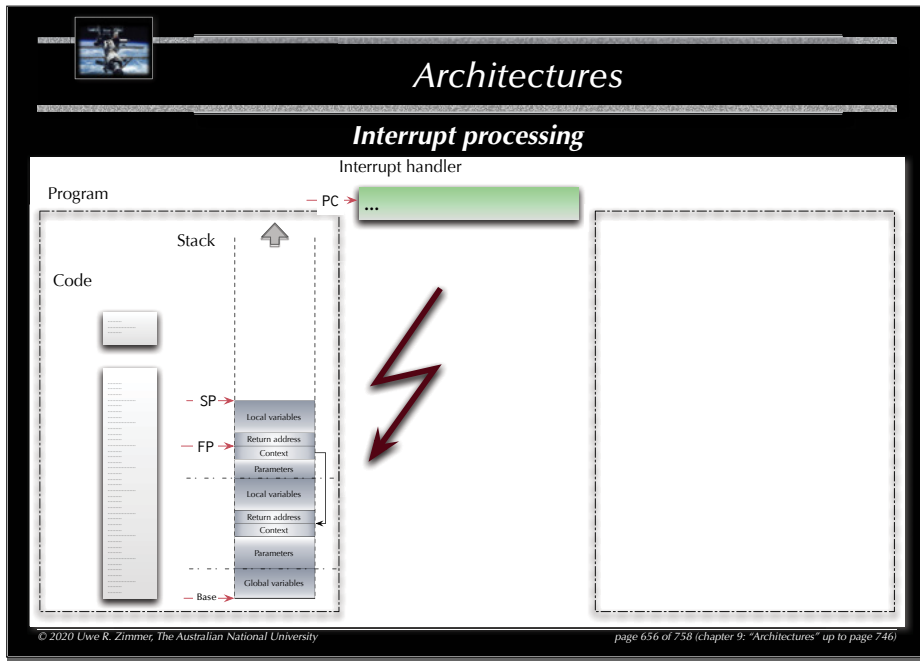 Architectures
Interrupt processing
Interrupt handler
Program
PC
...
Stack
Code
SP
Local variables
Return address
FP
Context
Parameters
Local variables
Return address
Context
Parameters
Global variables
Base
© 2020 Uwe R. Zimmer, The Australian National University
page 656 of 758 (chapter 9: “Architectures” up to page 746)